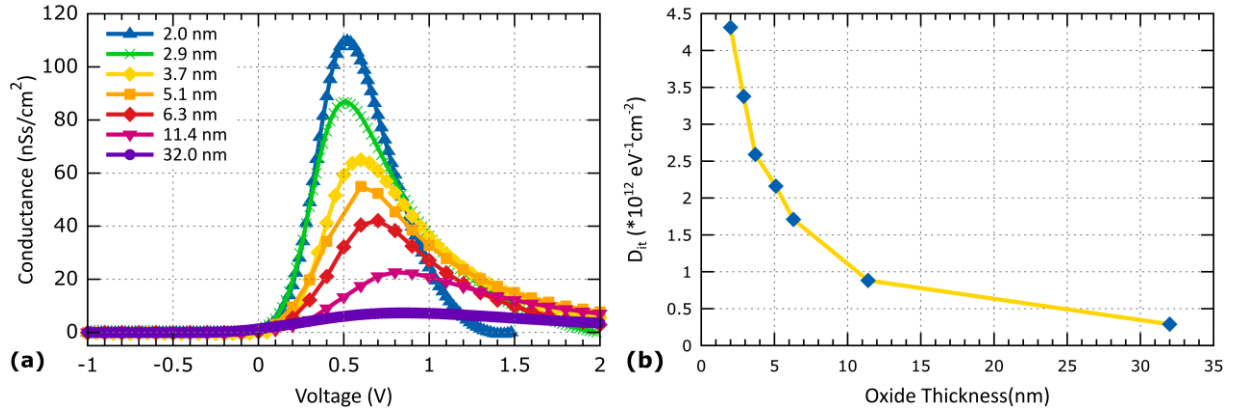 120
100
80
60
40
20
0
Conductance (nSs/cm²)
2.0 nm
2.9 nm
3.7 nm
5.1 nm
6.3 nm
11.4 nm
32.0 nm
-1
-0.5
0
0.5
1
1.5
2
Voltage (V)
(a)
4.5
4
3.5
3
2.5
2
1.5
1
0.5
0
D_it (*10¹² eV⁻¹cm⁻²)
0
5
10
15
20
25
30
35
Oxide Thickness(nm)
(b)